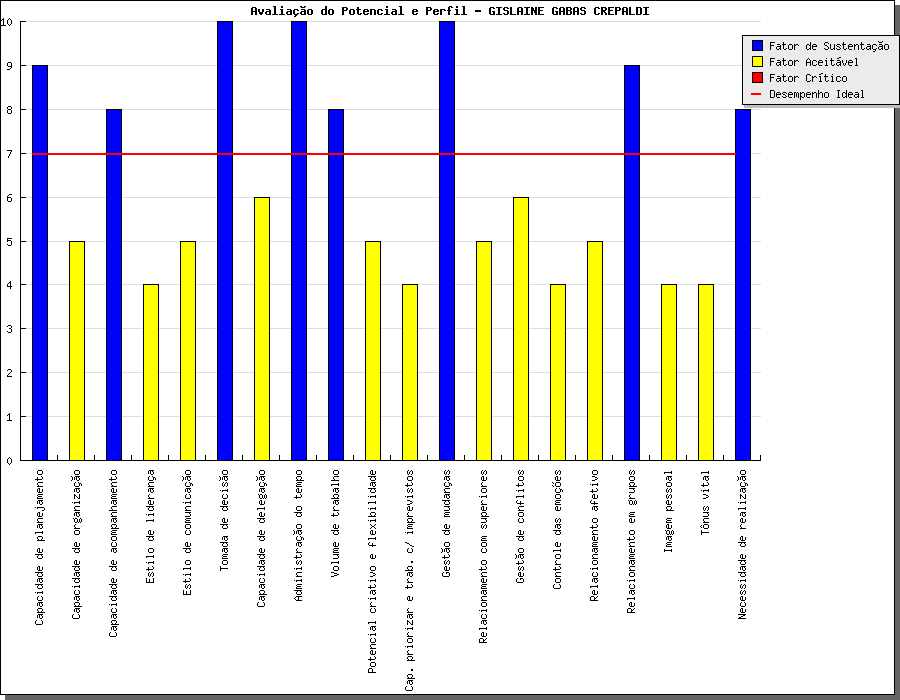 Avaliação do Potencial e Perfil - GISLAINE GABAS CREPALDI
Fator de Sustentação
Fator Aceitável
Fator Crítico
Desempenho Ideal
10
9
8
7
6
5
4
3
2
1
0
Capacidade de planejamento
Capacidade de organização
Capacidade de acompanhamento
Estilo de liderança
Estilo de comunicação
Tomada de decisão
Capacidade de delegação
Administração do tempo
Volume de trabalho
Potencial criativo e flexibilidade
Cap. priorizar e trab. c/ imprevistos
Gestão de mudanças
Relacionamento com superiores
Gestão de conflitos
Controle das emoções
Relacionamento afetivo
Relacionamento em grupos
Imagem pessoal
Tônus vital
Necessidade de realização